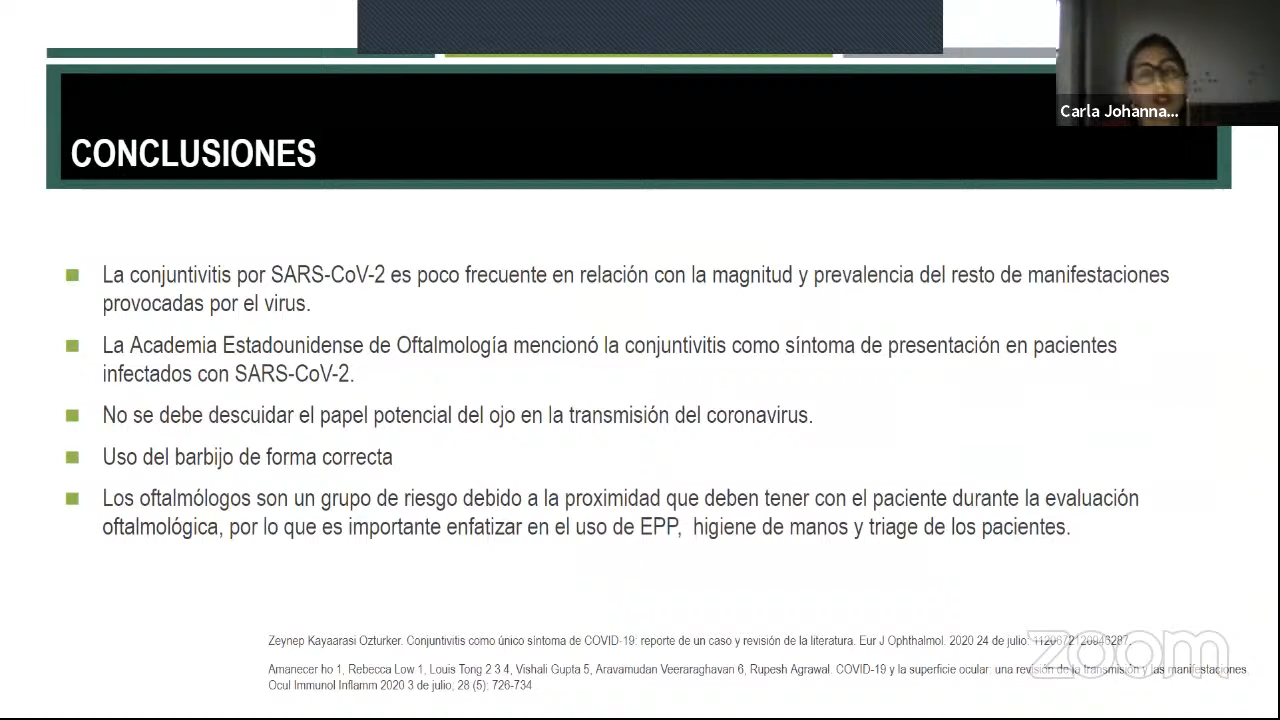 Carla Johanna...
CONCLUSIONES
La conjuntivitis por SARS-CoV-2 es poco frecuente en relación con la magnitud y prevalencia del resto de manifestaciones
provocadas por el virus.
La Academia Estadounidense de Oftalmología mencionó la conjuntivitis como síntoma de presentación en pacientes
infectados con SARS-CoV-2.
No se debe descuidar el papel potencial del ojo en la transmisión del coronavirus.
Uso del barbijo de forma correcta
Los oftalmólogos son un grupo de riesgo debido a la proximidad que deben tener con el paciente durante la evaluación
oftalmológica, por lo que es importante enfatizar en el uso de EPP, higiene de manos y triage de los pacientes.
Zeynep Kayaarasi Ozturker. Conjuntivitis como único síntoma de COVID-19: reporte de un caso y revisión de la literatura. Eur J Ophthalmol. 2020 24 de julio: 1120672120946287
Amanecer ho 1, Rebecca Low 1, Louis Tong 2 3 4, Vishali Gupta 5, Aravamudan Veeraraghavan 6, Rupesh Agrawal. COVID-19 y la superficie ocular: una revisión de la transmisión y las manifestaciones.
Ocul Immunol Inflamm 2020 3 de julio; 28 (5): 726-734
zoom